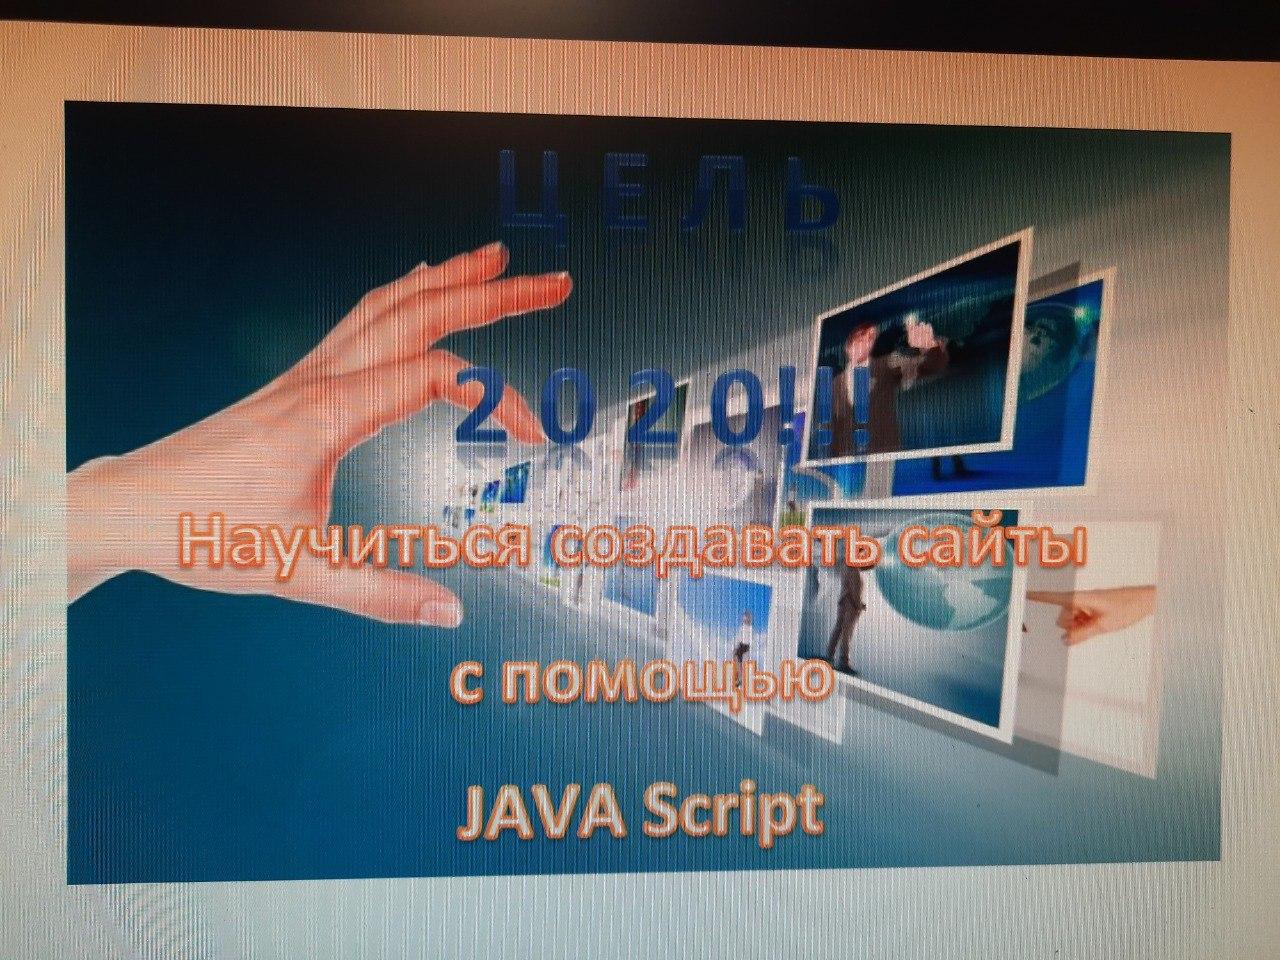 ЦЕЛЬ
2020!!!
Научиться создавать сайты
с помощью
JAVA Script